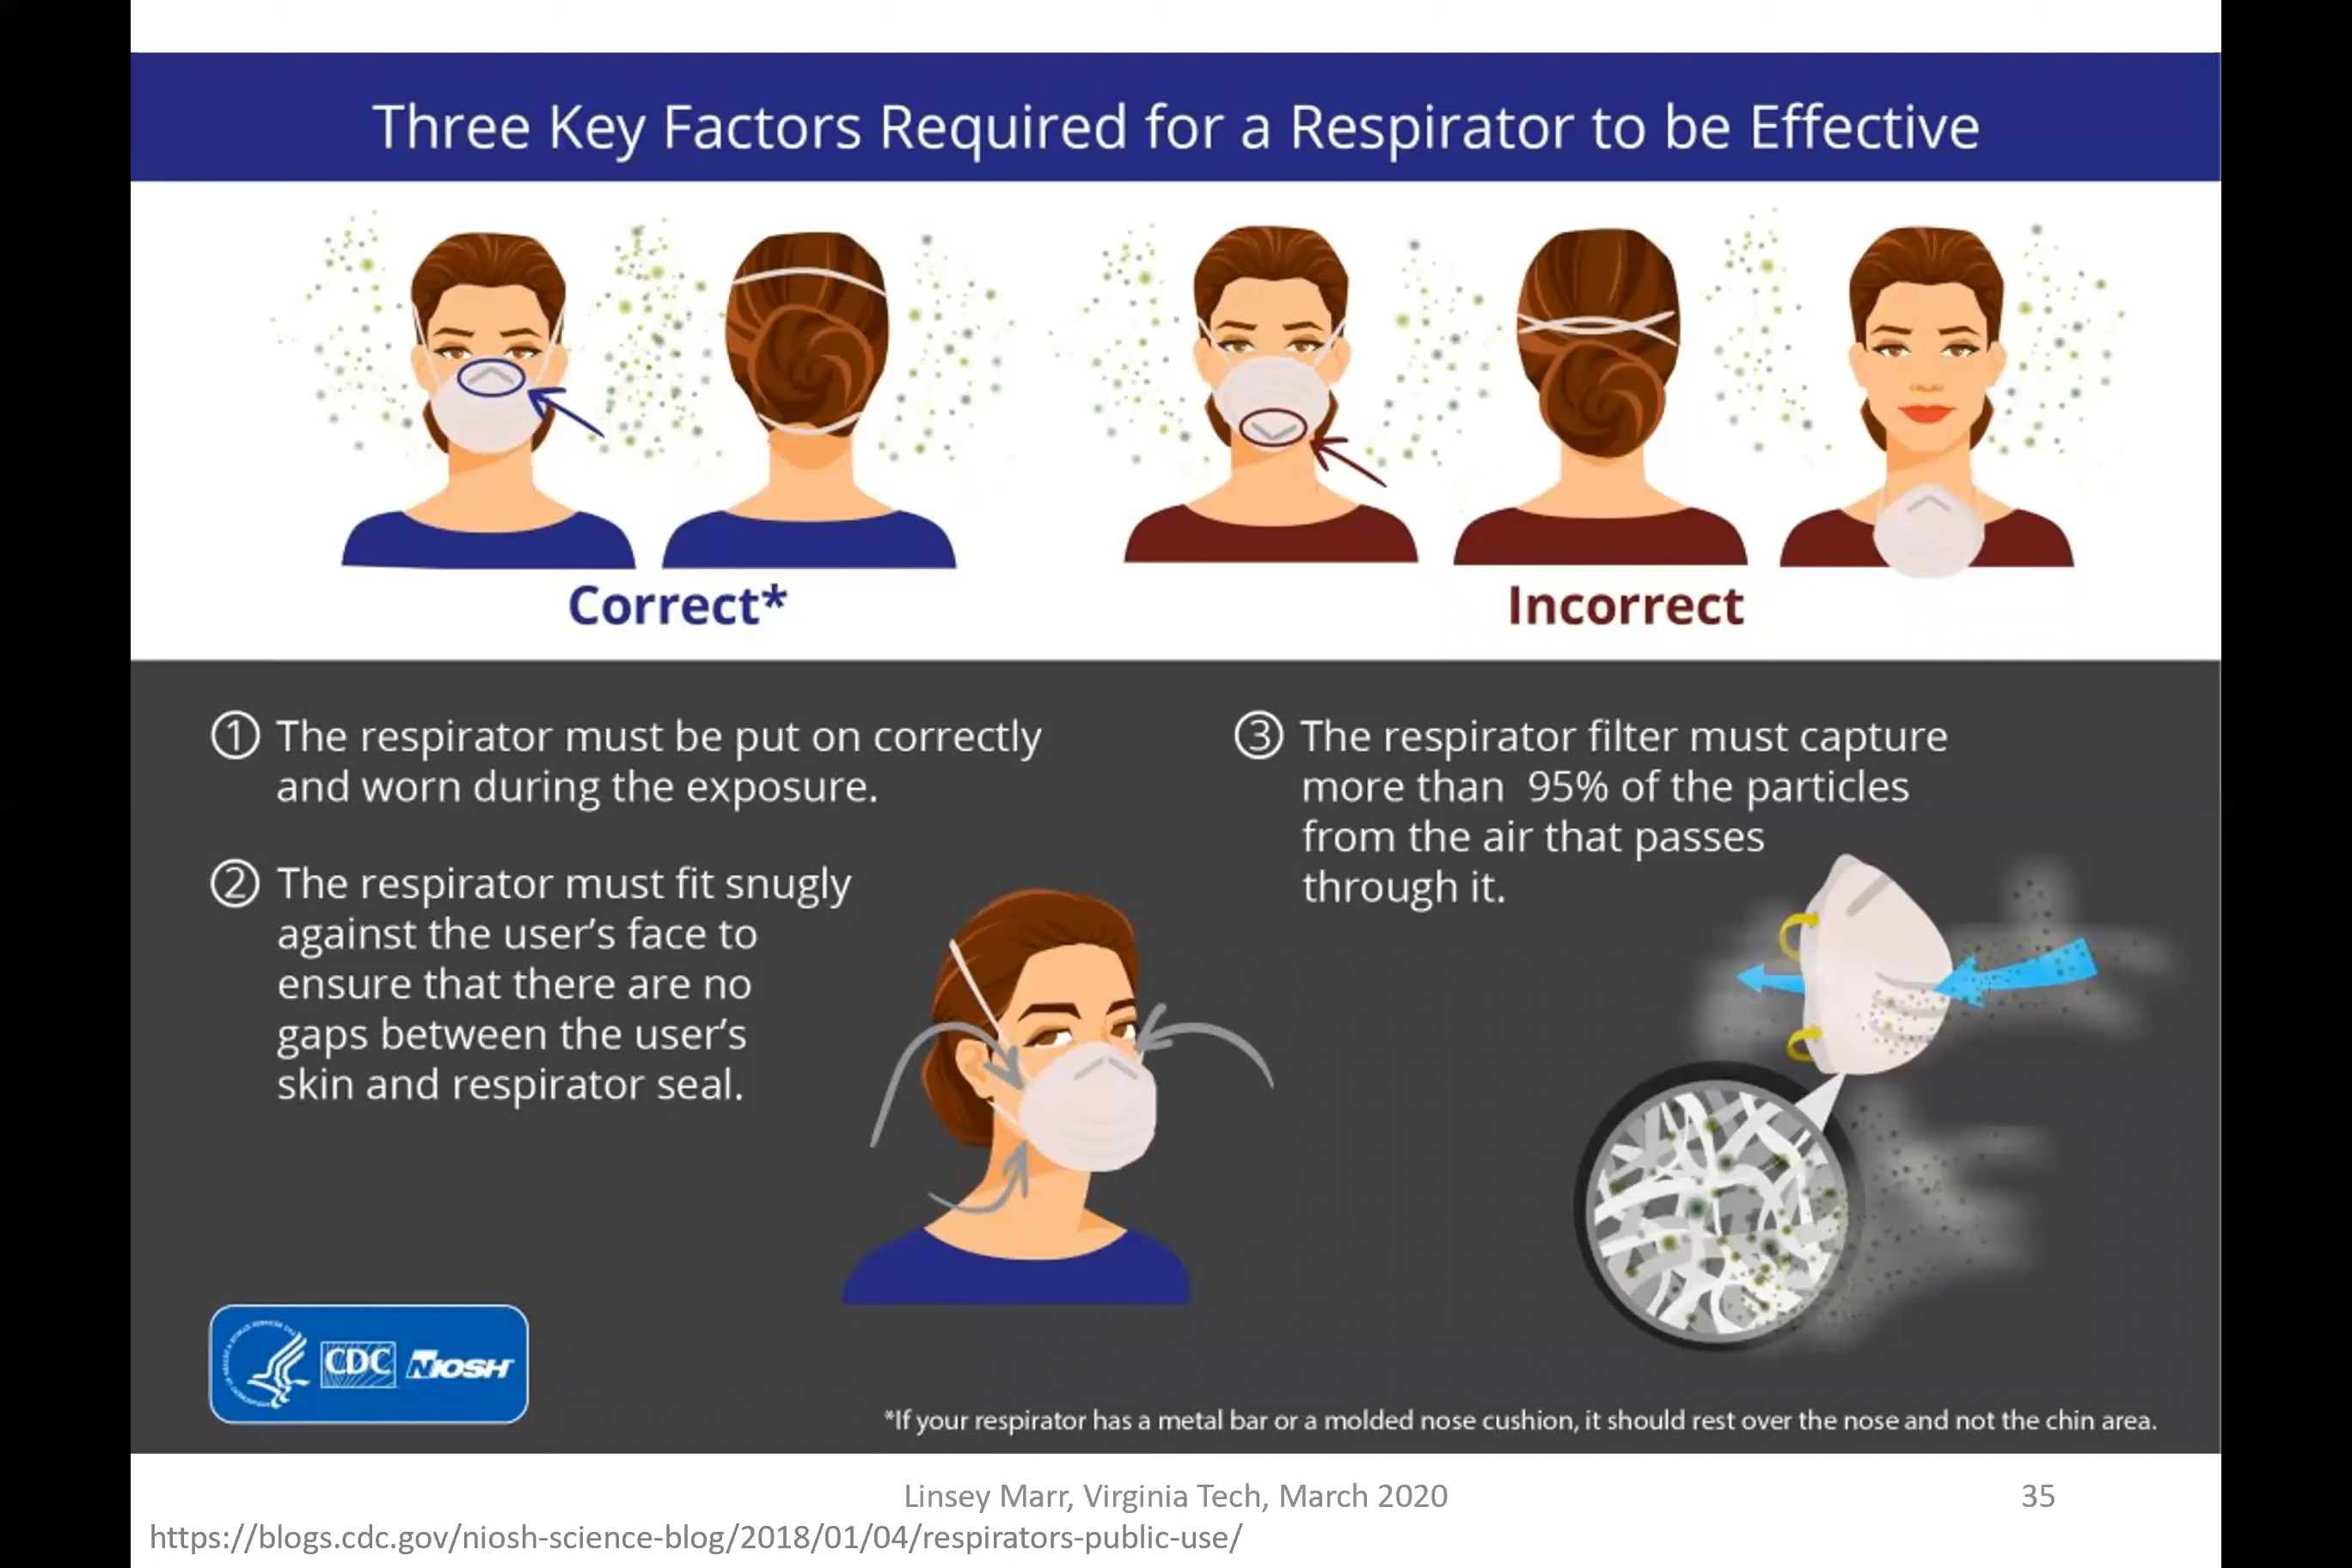 Three Key Factors Required for a Respirator to be Effective
Correct*
Incorrect
① The respirator must be put on correctly
and worn during the exposure.
② The respirator must fit snugly
against the user’s face to
ensure that there are no
gaps between the user’s
skin and respirator seal.
③ The respirator filter must capture
more than 95% of the particles
from the air that passes
through it.
CDC NIOSH
*If your respirator has a metal bar or a molded nose cushion, it should rest over the nose and not the chin area.
Linsey Marr, Virginia Tech, March 2020
35
https://blogs.cdc.gov/niosh-science-blog/2018/01/04/respirators-public-use/